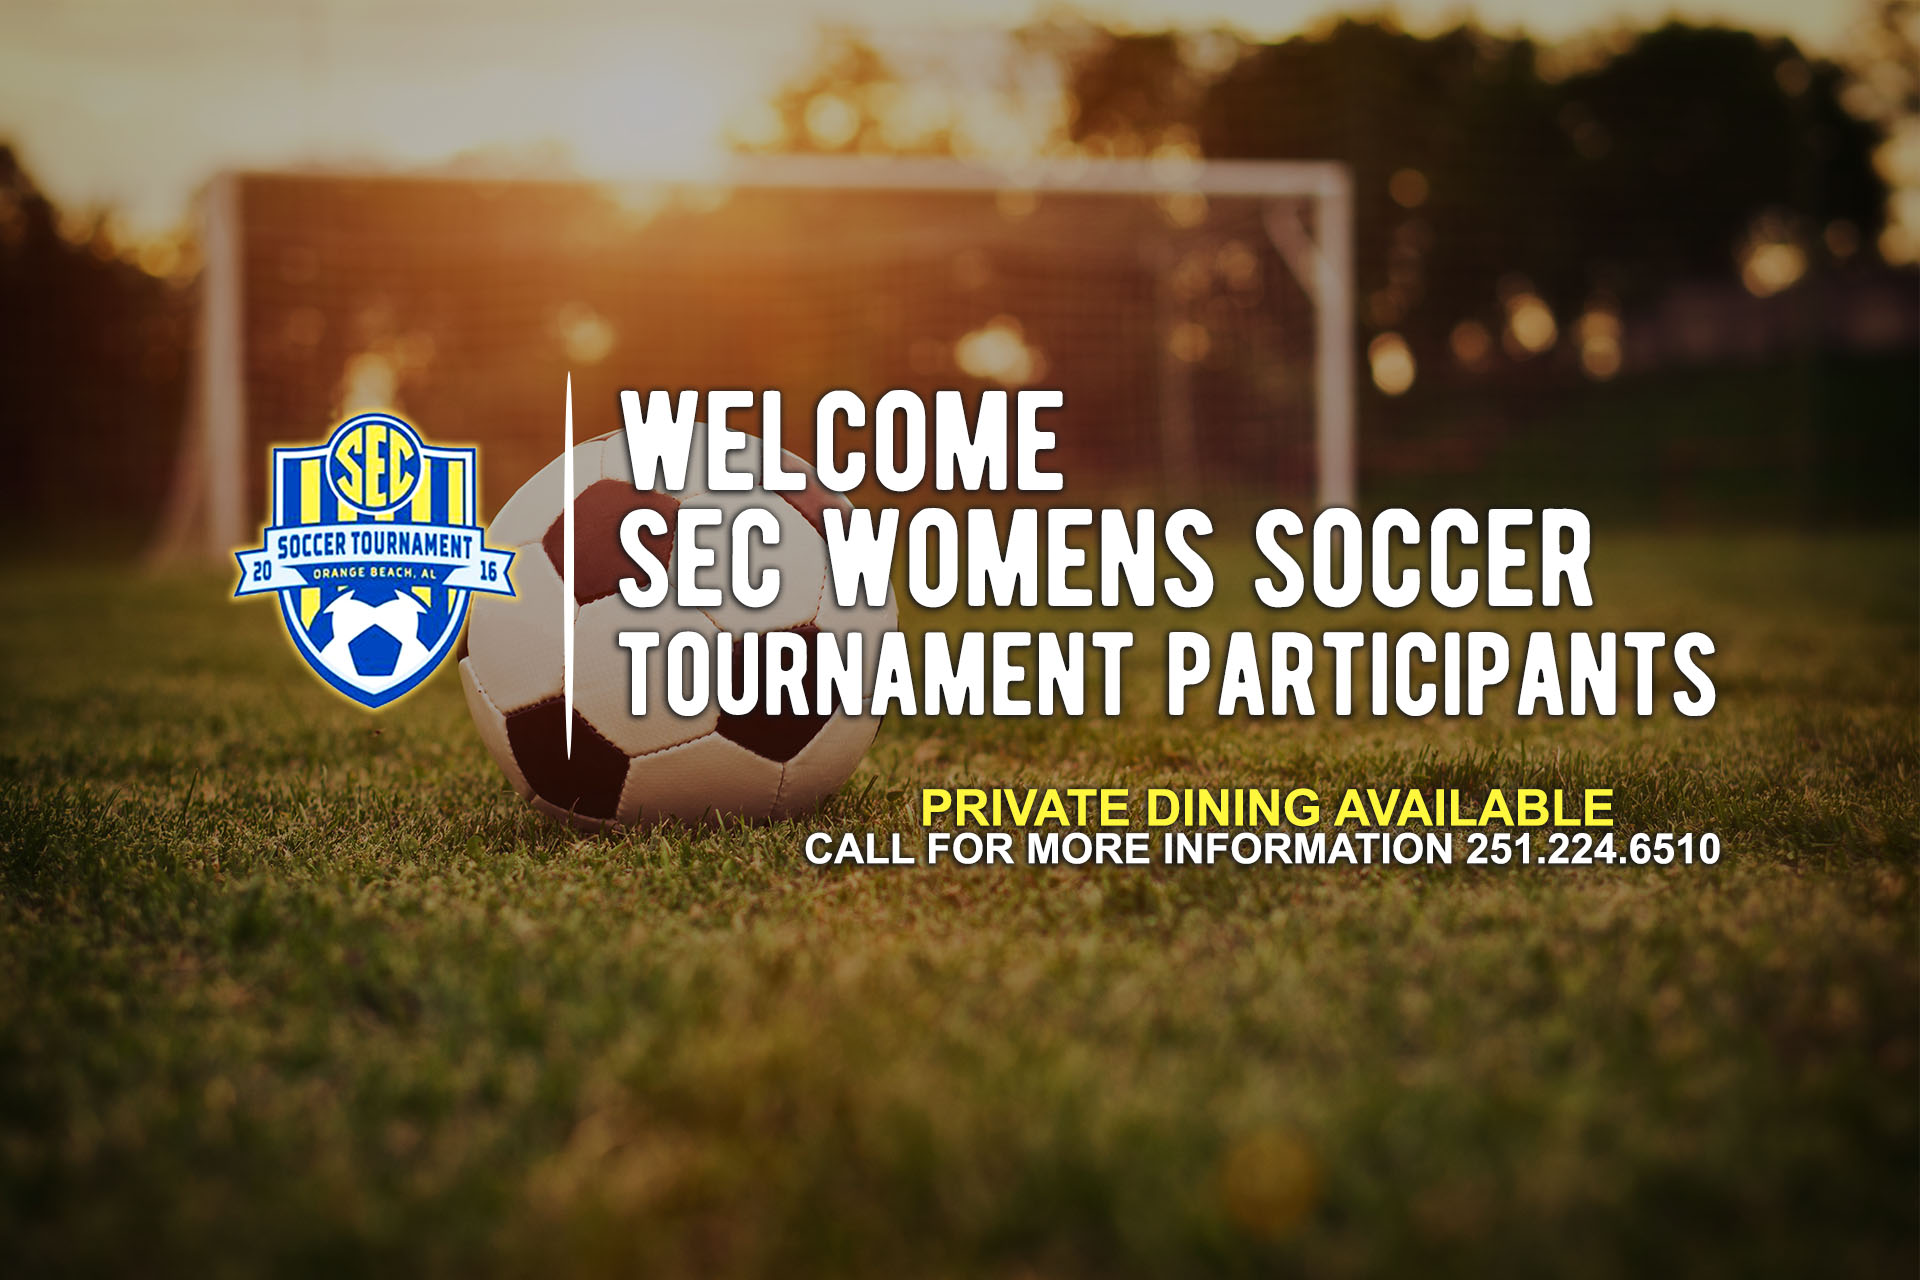 SEC
SOCCER TOURNAMENT
20 ORANGE BEACH, AL 16
WELCOME
SEC WOMENS SOCCER
TOURNAMENT PARTICIPANTS
PRIVATE DINING AVAILABLE
CALL FOR MORE INFORMATION 251.224.6510